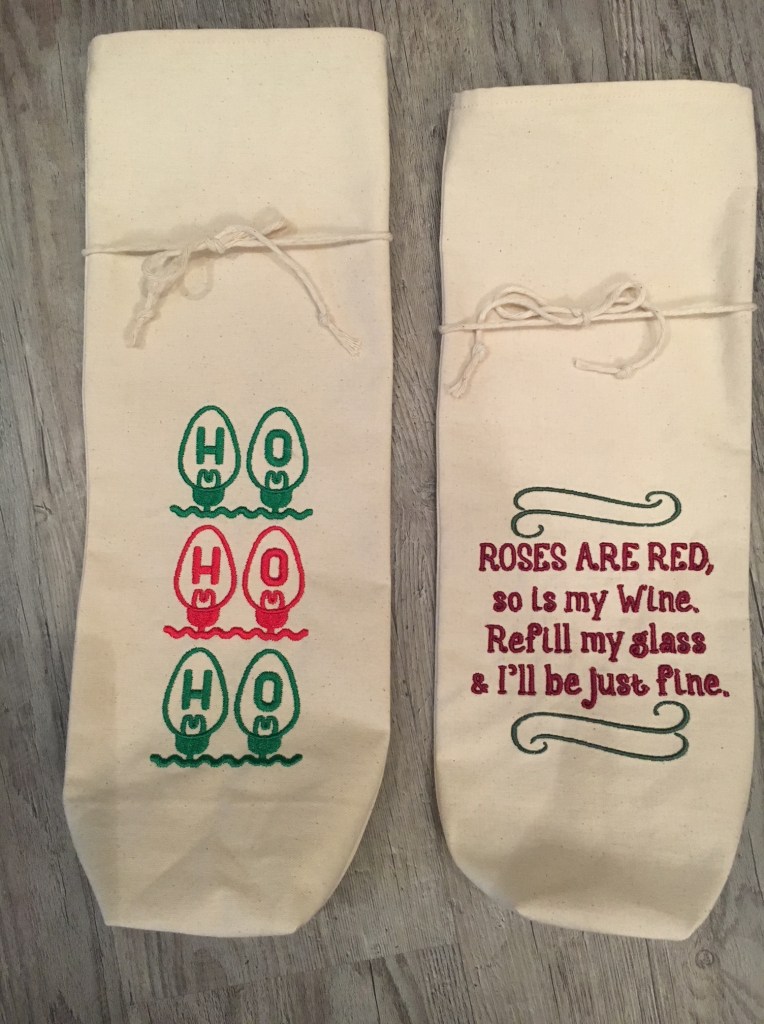 HO
HO
HO
ROSES ARE RED,
so is my Wine.
Refill my glass
& I'll be just fine.